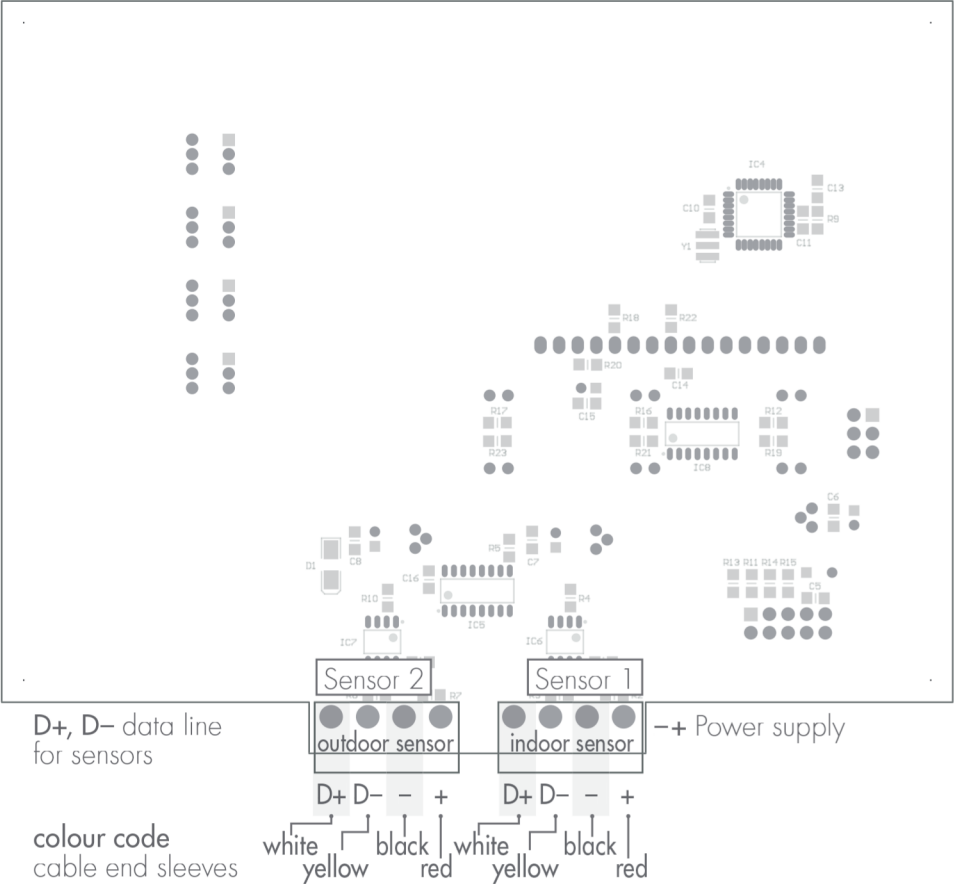 IC4
C13
C10
R9
Y1
C11
R18
R22
R20
C14
C15
R17
R16
R12
R23
R21
IC8
R19
C6
D1
C8
R5
C7
C16
R13 R11 R14 R15
C5
R10
R4
IC5
IC7
IC6
Sensor 2
Sensor 1
R7
D+, D– data line
for sensors
outdoor sensor
indoor sensor
–+ Power supply
D+ D– – +
D+ D– – +
colour code
cable end sleeves
white yellow black red
white yellow black red